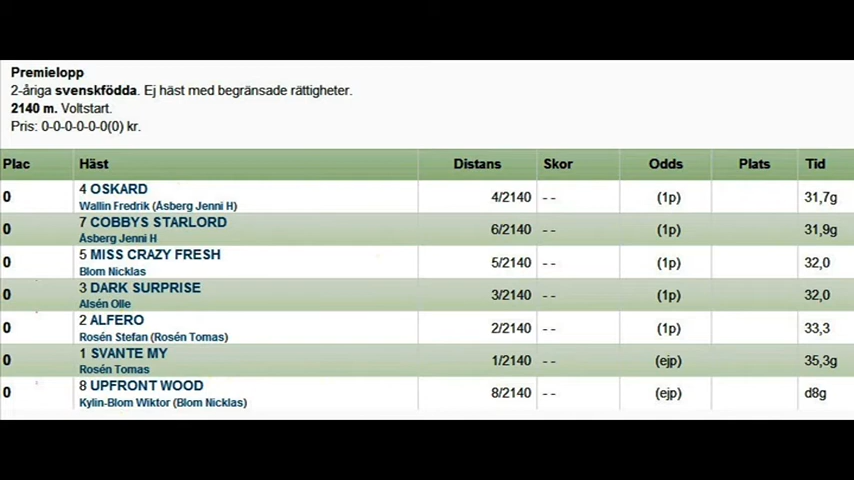 Premielopp
2-åriga svenskfödda. Ej häst med begränsade rättigheter.
2140 m. Voltstart.
Pris: 0-0-0-0-0-0(0) kr.
Plac Häst Distans Skor Odds Plats Tid
0 4 OSKARD 4/2140 - - (1p) 31,7g
Wallin Fredrik (Åsberg Jenni H)
0 7 COBBYS STARLORD 6/2140 - - (1p) 31,9g
Åsberg Jenni H
0 5 MISS CRAZY FRESH 5/2140 - - (1p) 32,0
Blom Nicklas
0 3 DARK SURPRISE 3/2140 - - (1p) 32,0
Alsén Olle
0 2 ALFERO 2/2140 - - (1p) 33,3
Rosén Stefan (Rosén Tomas)
0 1 SVANTE MY 1/2140 - - (ejp) 35,3g
Rosén Tomas
0 8 UPFRONT WOOD 8/2140 - - (ejp) d8g
Kylin-Blom Wiktor (Blom Nicklas)